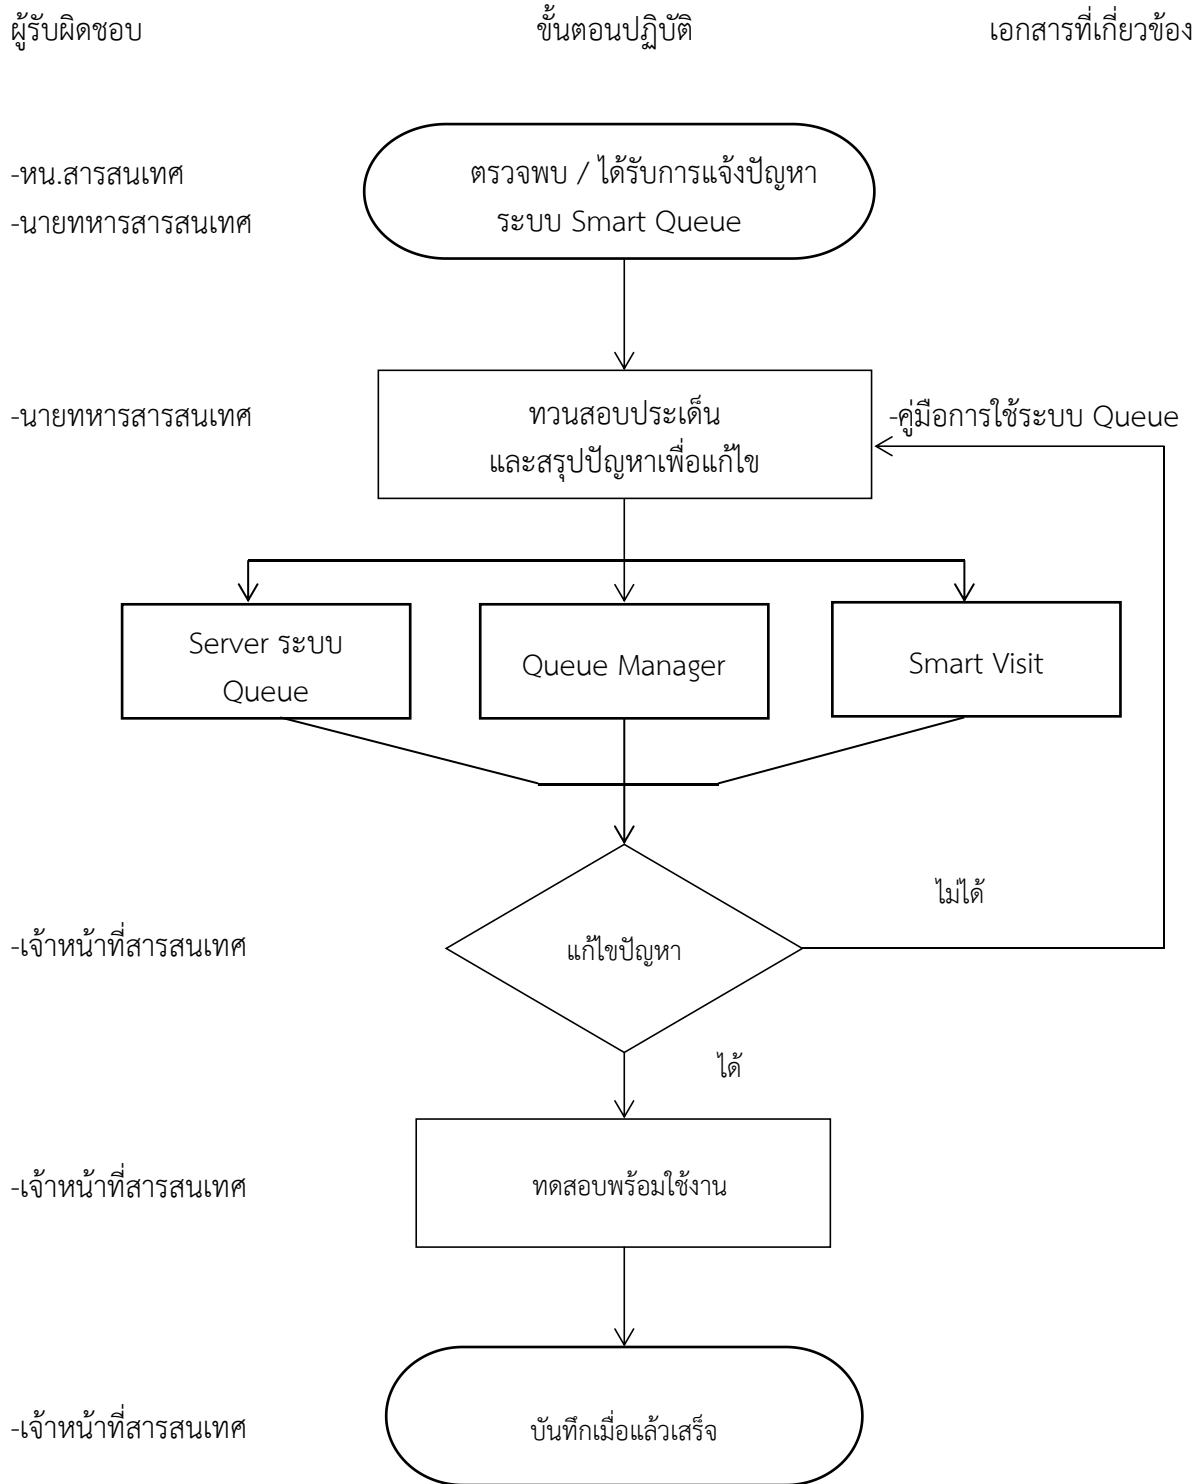 ผู้รับผิดชอบ
ขั้นตอนปฏิบัติ
เอกสารที่เกี่ยวข้อง
-หน.สารสนเทศ
-นายทหารสารสนเทศ
ตรวจพบ / ได้รับการแจ้งปัญหา
ระบบ Smart Queue
-นายทหารสารสนเทศ
ทวนสอบประเด็น
และสรุปปัญหาเพื่อแก้ไข
-คู่มือการใช้ระบบ Queue
Server ระบบ
Queue
Queue Manager
Smart Visit
ไม่ได้
-เจ้าหน้าที่สารสนเทศ
แก้ไขปัญหา
ได้
-เจ้าหน้าที่สารสนเทศ
ทดสอบพร้อมใช้งาน
-เจ้าหน้าที่สารสนเทศ
บันทึกเมื่อแล้วเสร็จ